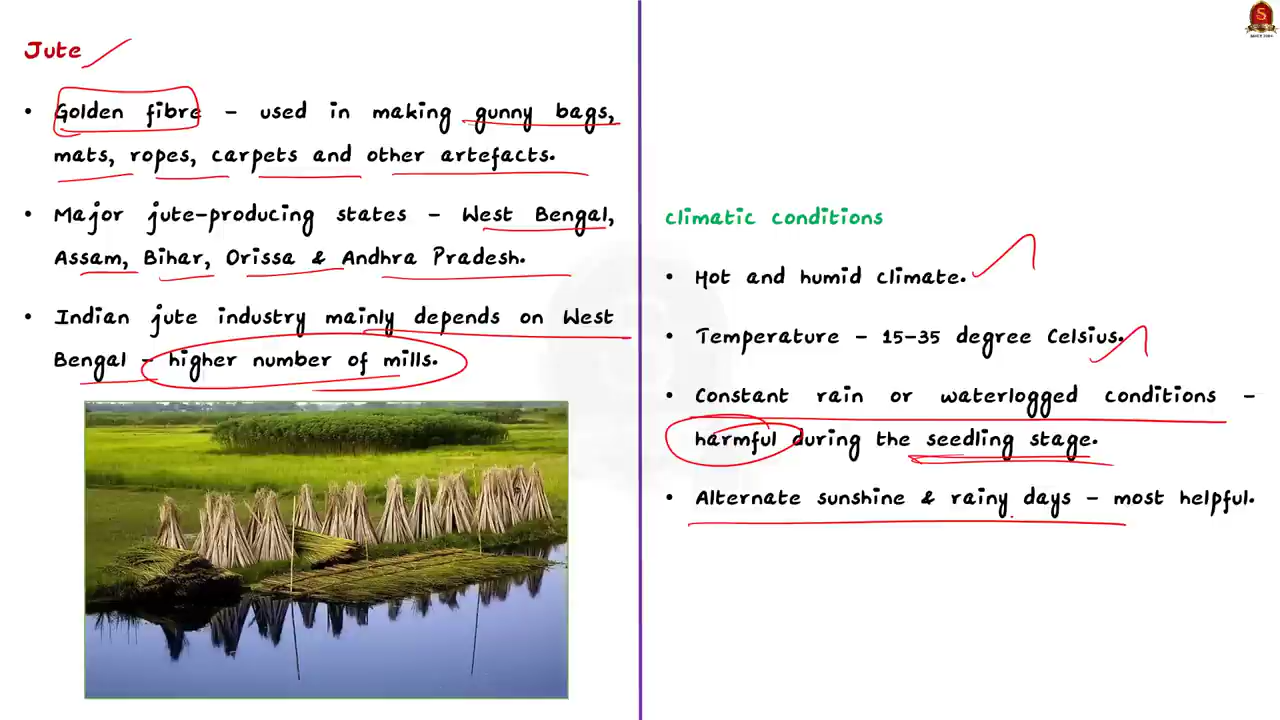 Jute
• Golden fibre – used in making gunny bags,
mats, ropes, carpets and other artefacts.
• Major jute-producing states – West Bengal,
Assam, Bihar, Orissa & Andhra Pradesh.
• Indian jute industry mainly depends on West
Bengal – higher number of mills.
climatic conditions
• Hot and humid climate.
• Temperature – 15-35 degree Celsius.
• Constant rain or waterlogged conditions –
harmful during the seedling stage.
• Alternate sunshine & rainy days – most helpful.